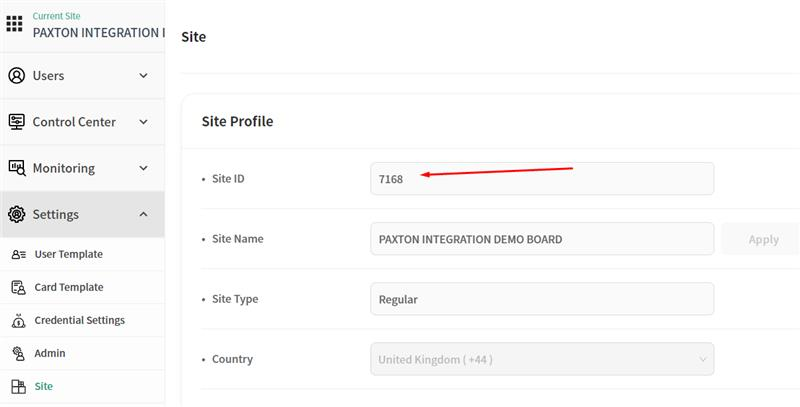 Current Site
PAXTON INTEGRATION
Users
Control Center
Monitoring
Settings
User Template
Card Template
Credential Settings
Admin
Site
Site
Site Profile
• Site ID
7168
• Site Name
PAXTON INTEGRATION DEMO BOARD
Apply
• Site Type
Regular
• Country
United Kingdom ( +44 )